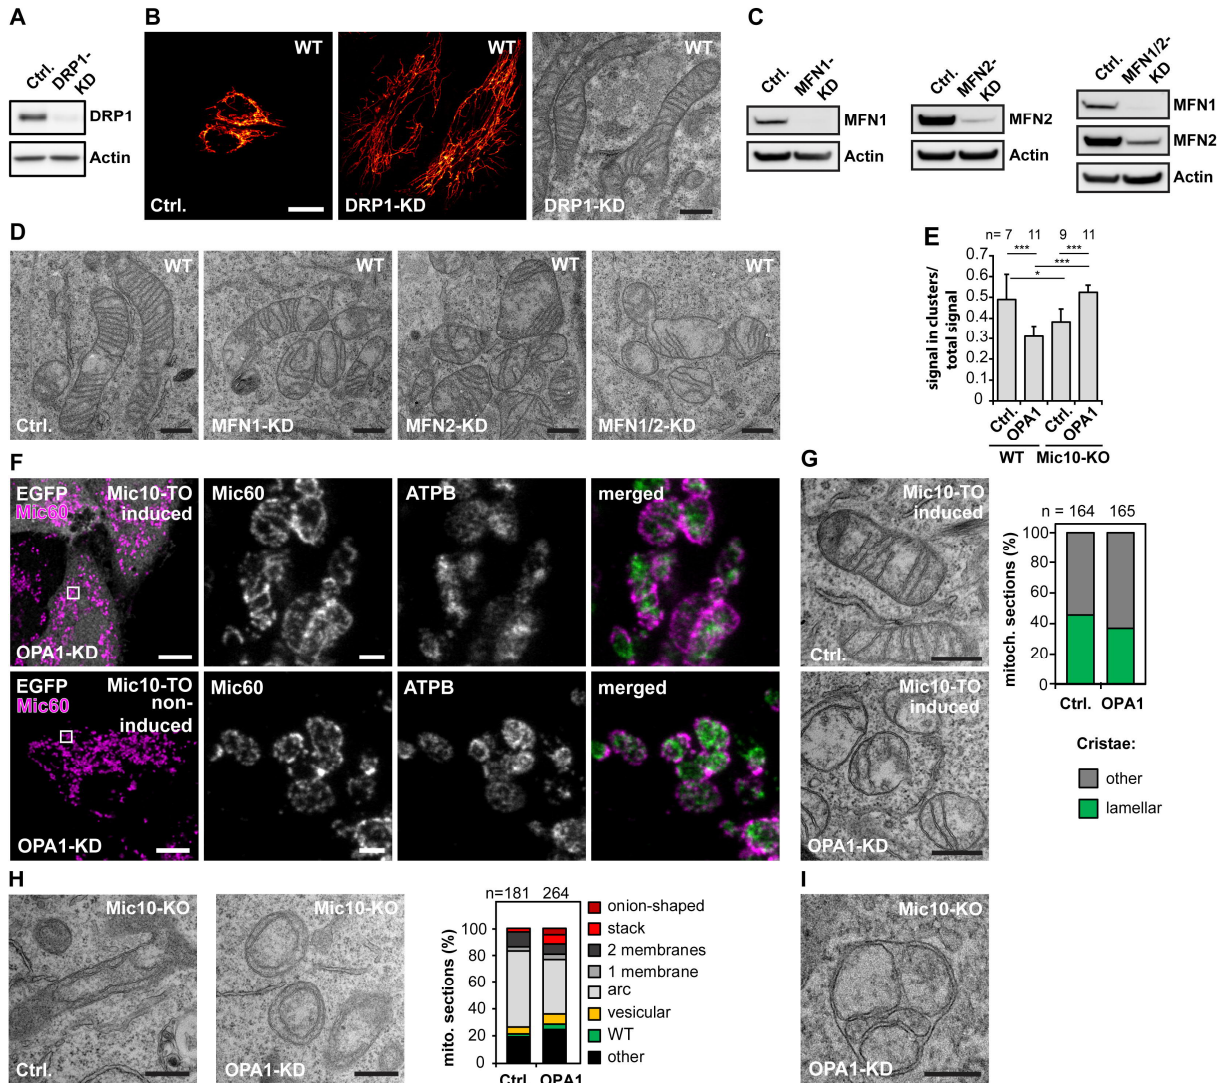 A
Ctrl.
DRP1-
KD
DRP1
Actin
B
WT
Ctrl.
WT
DRP1-KD
DRP1-KD
C
Ctrl.
MFN1-
KD
MFN1
Actin
Ctrl.
MFN2-
KD
MFN2
Actin
Ctrl.
MFN1/2-
KD
MFN1
MFN2
Actin
D
WT
Ctrl.
WT
MFN1-KD
WT
MFN2-KD
WT
MFN1/2-KD
E
n= 7 11 9 11
*** ***
***
*
signal in clusters/
total signal
0.7
0.6
0.5
0.4
0.3
0.2
0.1
0
Ctrl.
OPA1
Ctrl.
OPA1
WT Mic10-KO
F
EGFP
Mic60
Mic10-TO
induced
OPA1-KD
Mic60
ATPB
merged
EGFP
Mic60
Mic10-TO
non-
induced
OPA1-KD
Mic60
ATPB
merged
G
Mic10-TO
induced
Ctrl.
Mic10-TO
induced
OPA1-KD
n = 164 165
mitoch. sections (%)
100
80
60
40
20
0
Ctrl. OPA1
Cristae:
other
lamellar
H
Mic10-KO
Ctrl.
Mic10-KO
OPA1-KD
n=181 264
mito. sections (%)
100
80
60
40
20
0
Ctrl. OPA1
onion-shaped
stack
2 membranes
1 membrane
arc
vesicular
WT
other
I
Mic10-KO
OPA1-KD